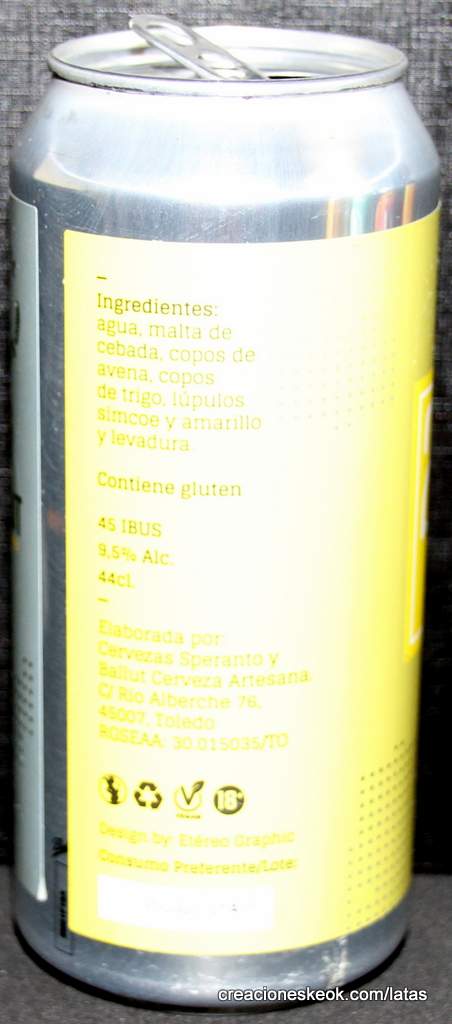 Ingredientes:
agua, malta de
cebada, copos de
avena, copos
de trigo, lúpulos
simcoe y amarillo
y levadura
Contiene gluten
45 IBUS
9,5% Alc.
44cl.
Elaborada por:
Cervezas Speranto y
Ballut Cerveza Artesana.
C/ Río Alberche 76,
45007, Toledo
RGSEAA: 30.015035/TO
18+
Design by: Etéreo Graphic
Consumo Preferente/Lote:
creacioneskeok.com/latas